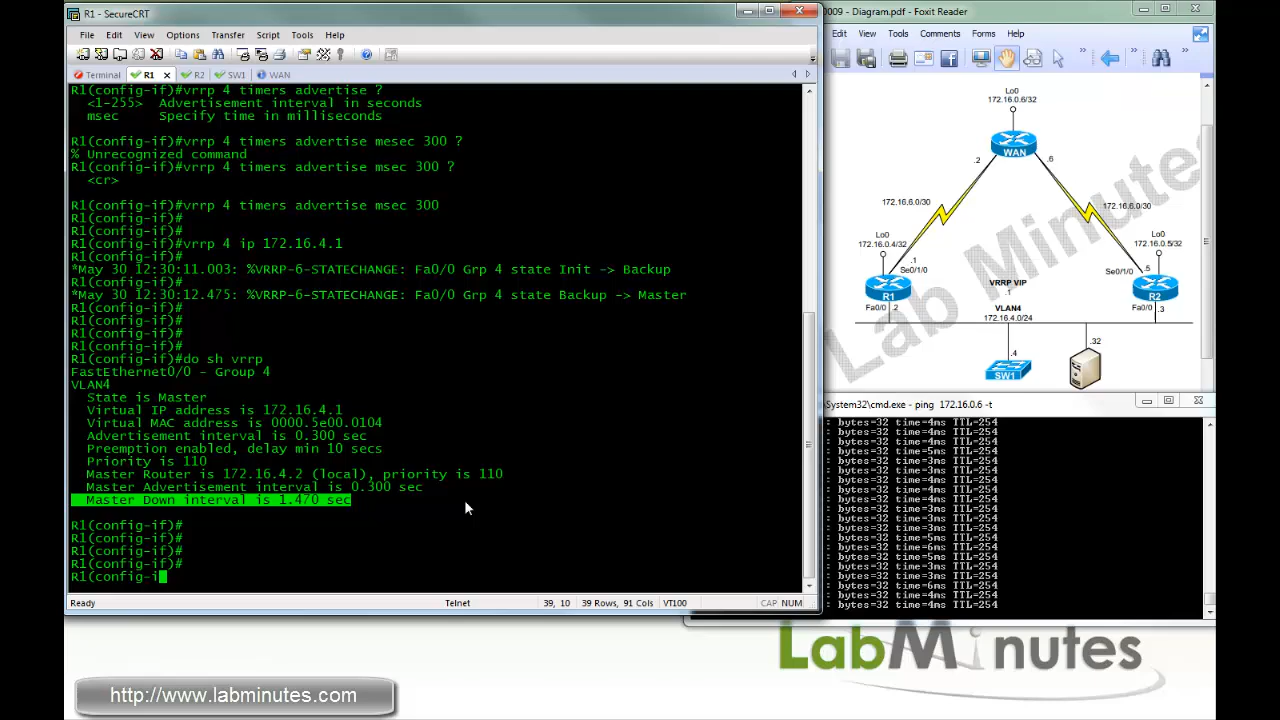 R1 - SecureCRT
File Edit View Options Transfer Script Tools Help
Terminal R1 R2 SW1 WAN
R1(config-if)#vrrp 4 timers advertise ?
<1-255> Advertisement interval in seconds
msec Specify time in milliseconds
R1(config-if)#vrrp 4 timers advertise mesec 300 ?
% Unrecognized command
R1(config-if)#vrrp 4 timers advertise msec 300 ?
<cr>
R1(config-if)#vrrp 4 timers advertise msec 300
R1(config-if)#
R1(config-if)#
R1(config-if)#vrrp 4 ip 172.16.4.1
R1(config-if)#
*May 30 12:30:11.003: %VRRP-6-STATECHANGE: Fa0/0 Grp 4 state Init -> Backup
R1(config-if)#
*May 30 12:30:12.475: %VRRP-6-STATECHANGE: Fa0/0 Grp 4 state Backup -> Master
R1(config-if)#
R1(config-if)#
R1(config-if)#
R1(config-if)#
R1(config-if)#do sh vrrp
FastEthernet0/0 - Group 4
VLAN4
State is Master
Virtual IP address is 172.16.4.1
Virtual MAC address is 0000.5e00.0104
Advertisement interval is 0.300 sec
Preemption enabled, delay min 10 secs
Priority is 110
Master Router is 172.16.4.2 (local), priority is 110
Master Advertisement interval is 0.300 sec
Master Down interval is 1.470 sec
R1(config-if)#
R1(config-if)#
R1(config-if)#
R1(config-if)#
R1(config-i
Ready Telnet 39, 10 39 Rows, 91 Cols VT100 CAP NUM
0009 - Diagram.pdf - Foxit Reader
Edit View Tools Comments Forms Help
Lo0
172.16.0.6/32
WAN
.2 .6
172.16.6.0/30 172.16.6.0/30
Lo0
172.16.0.4/32
Lo0
172.16.0.5/32
.1
Se0/1/0
Se0/1/0 .5
R1
R2
VRRP VIP
.1
VLAN4
172.16.4.0/24
Fa0/0 .2
Fa0/0 .3
.4
SW1
.32
Lab Minutes
System32\cmd.exe - ping 172.16.0.6 -t
: bytes=32 time=4ms TTL=254
: bytes=32 time=4ms TTL=254
: bytes=32 time=4ms TTL=254
: bytes=32 time=5ms TTL=254
: bytes=32 time=3ms TTL=254
: bytes=32 time=4ms TTL=254
: bytes=32 time=4ms TTL=254
: bytes=32 time=3ms TTL=254
: bytes=32 time=3ms TTL=254
: bytes=32 time=5ms TTL=254
: bytes=32 time=6ms TTL=254
: bytes=32 time=4ms TTL=254
: bytes=32 time=3ms TTL=254
: bytes=32 time=6ms TTL=254
: bytes=32 time=4ms TTL=254
: bytes=32 time=4ms TTL=254
LabMinutes
http://www.labminutes.com